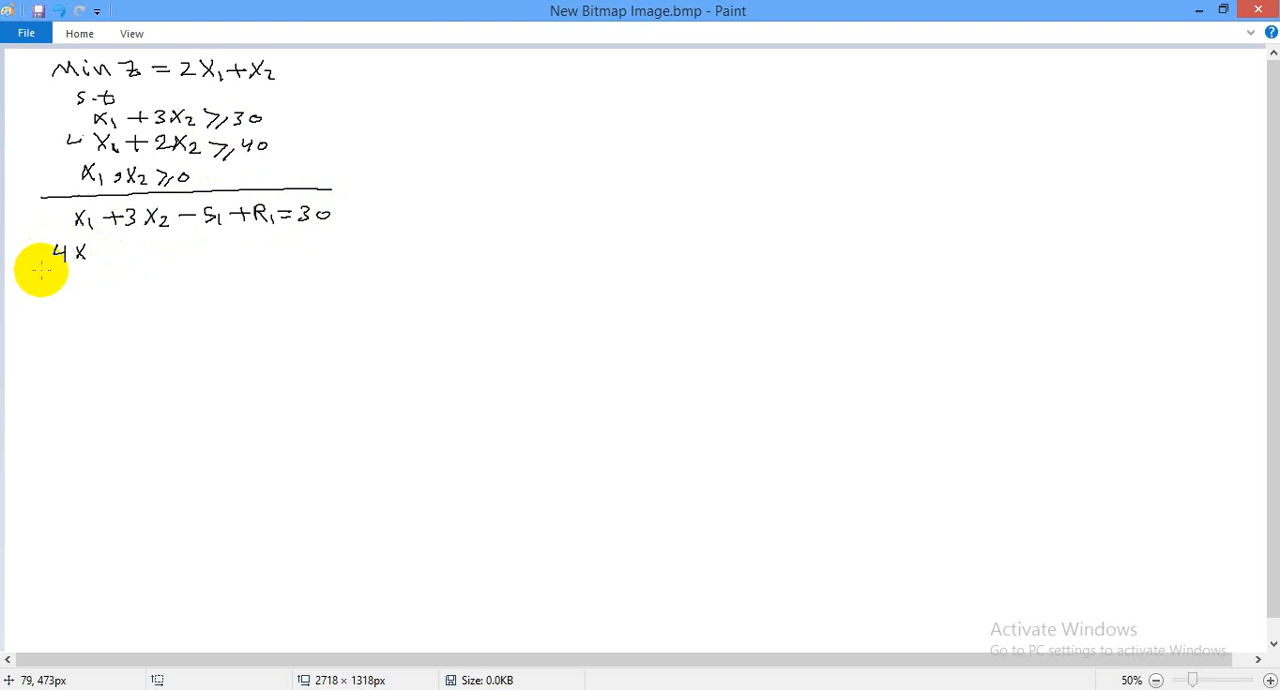 New Bitmap Image.bmp - Paint
File Home View
Min Z = 2X₁+X₂
s.t
x₁ + 3X₂ ≥ 30
4 X₁ + 2X₂ ≥ 40
X₁, X₂ ≥ 0
X₁ + 3X₂ - S₁ + R₁ = 30
4X
Activate Windows
Go to PC settings to activate Windows.
79, 473px 2718 × 1318px Size: 0.0KB 50%